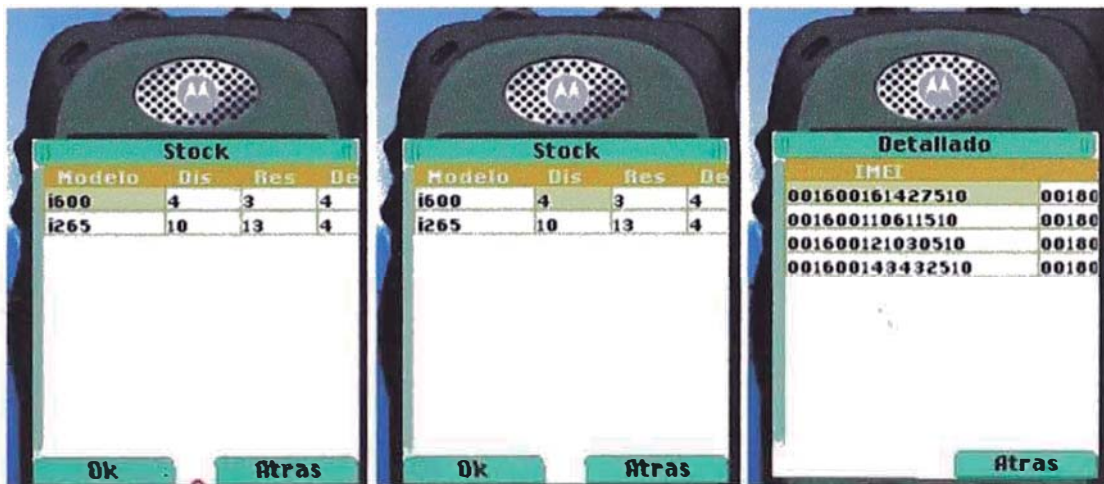 Stock
Modelo Dis Res De
i600 4 3 4
i265 10 13 4
Ok Atras
Stock
Modelo Dis Res De
i600 4 3 4
i265 10 13 4
Ok Atras
Detallado
IMEI
001600161427510 00180
001600110611510 00180
001600121030510 00180
001600143432510 00180
Atras